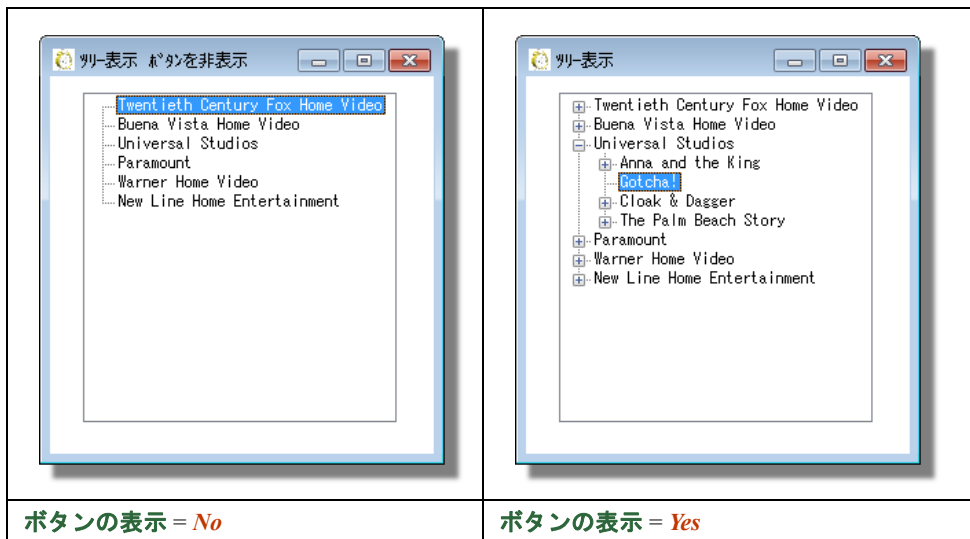 ﾂﾘｰ表示 ﾎﾞﾀﾝを非表示
Twentieth Century Fox Home Video
Buena Vista Home Video
Universal Studios
Paramount
Warner Home Video
New Line Home Entertainment
ボタンの表示 = No
ﾂﾘｰ表示
Twentieth Century Fox Home Video
Buena Vista Home Video
Universal Studios
Anna and the King
Gotcha!
Cloak & Dagger
The Palm Beach Story
Paramount
Warner Home Video
New Line Home Entertainment
ボタンの表示 = Yes